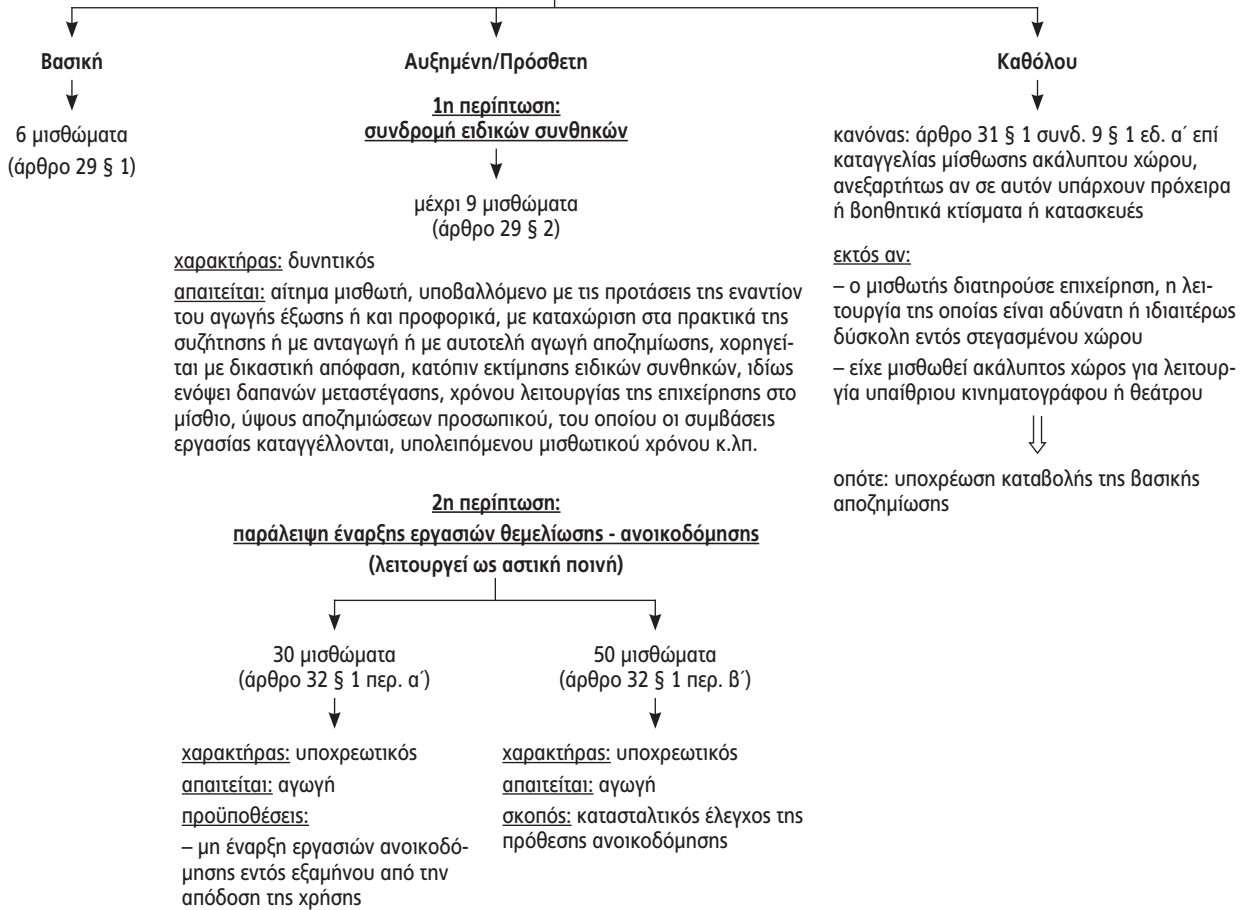 Βασική
6 μισθώματα
(άρθρο 29 § 1)
Αυξημένη/Πρόσθετη
1η περίπτωση:
συνδρομή ειδικών συνθηκών
μέχρι 9 μισθώματα
(άρθρο 29 § 2)
χαρακτήρας: δυνητικός
απαιτείται: αίτημα μισθωτή, υποβαλλόμενο με τις προτάσεις της εναντίον
του αγωγής έξωσης ή και προφορικά, με καταχώριση στα πρακτικά της
συζήτησης ή με ανταγωγή ή με αυτοτελή αγωγή αποζημίωσης, χορηγεί-
ται με δικαστική απόφαση, κατόπιν εκτίμησης ειδικών συνθηκών, ιδίως
ενόψει δαπανών μεταστέγασης, χρόνου λειτουργίας της επιχείρησης στο
μίσθιο, ύψους αποζημιώσεων προσωπικού, του οποίου οι συμβάσεις
εργασίας καταγγέλλονται, υπολειπόμενου μισθωτικού χρόνου κ.λπ.
2η περίπτωση:
παράλειψη έναρξης εργασιών θεμελίωσης - ανοικοδόμησης
(λειτουργεί ως αστική ποινή)
30 μισθώματα
(άρθρο 32 § 1 περ. α΄)
χαρακτήρας: υποχρεωτικός
απαιτείται: αγωγή
προϋποθέσεις:
– μη έναρξη εργασιών ανοικοδό-
μησης εντός εξαμήνου από την
απόδοση της χρήσης
50 μισθώματα
(άρθρο 32 § 1 περ. β΄)
χαρακτήρας: υποχρεωτικός
απαιτείται: αγωγή
σκοπός: κατασταλτικός έλεγχος της
πρόθεσης ανοικοδόμησης
Καθόλου
κανόνας: άρθρο 31 § 1 συνδ. 9 § 1 εδ. α΄ επί
καταγγελίας μίσθωσης ακάλυπτου χώρου,
ανεξαρτήτως αν σε αυτόν υπάρχουν πρόχειρα
ή βοηθητικά κτίσματα ή κατασκευές
εκτός αν:
– ο μισθωτής διατηρούσε επιχείρηση, η λει-
τουργία της οποίας είναι αδύνατη ή ιδιαιτέρως
δύσκολη εντός στεγασμένου χώρου
– είχε μισθωθεί ακάλυπτος χώρος για λειτουρ-
γία υπαίθριου κινηματογράφου ή θεάτρου
οπότε: υποχρέωση καταβολής της βασικής
αποζημίωσης